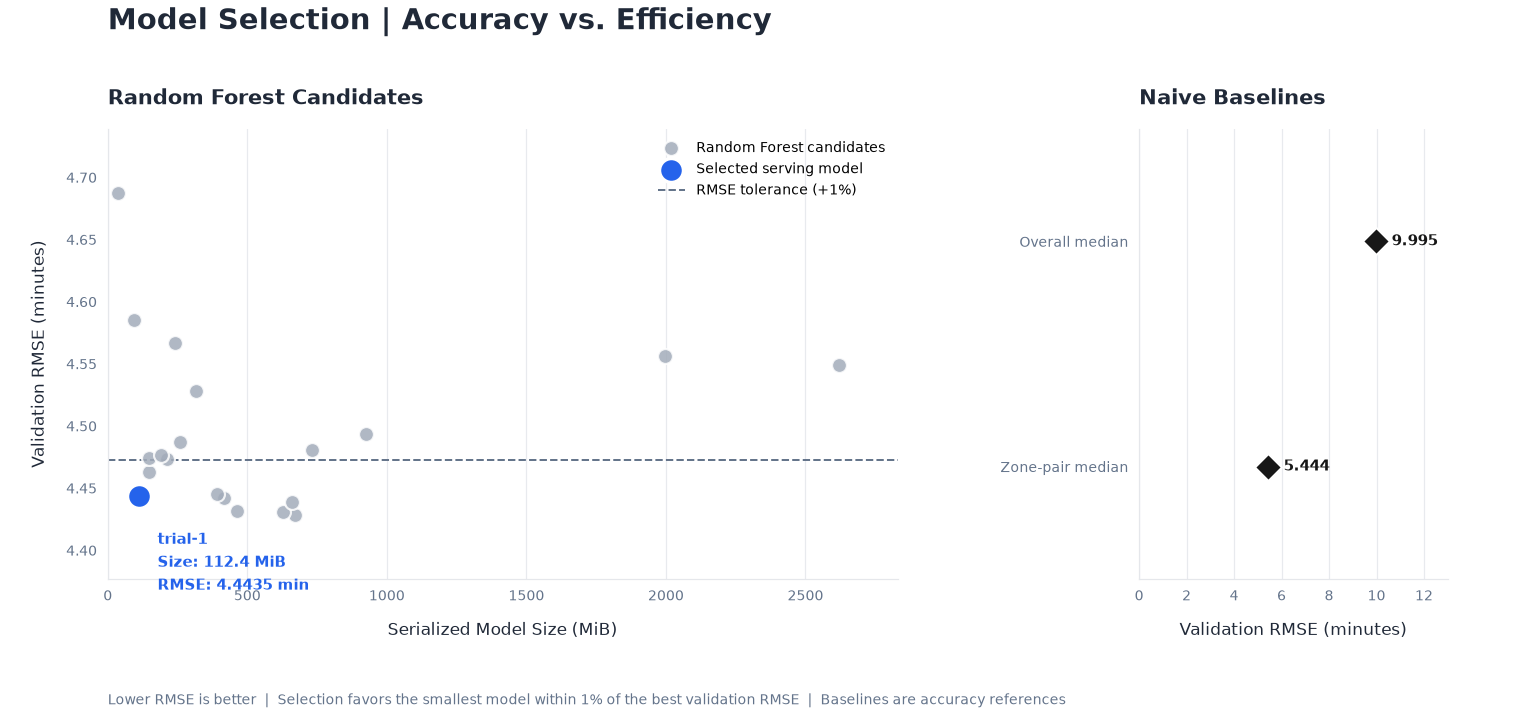 Model Selection | Accuracy vs. Efficiency
Random Forest Candidates
Validation RMSE (minutes)
4.70
4.65
4.60
4.55
4.50
4.45
4.40
Random Forest candidates
Selected serving model
RMSE tolerance (+1%)
trial-1
Size: 112.4 MiB
RMSE: 4.4435 min
0 500 1000 1500 2000 2500
Serialized Model Size (MiB)
Naive Baselines
Overall median
9.995
Zone-pair median
5.444
0 2 4 6 8 10 12
Validation RMSE (minutes)
Lower RMSE is better | Selection favors the smallest model within 1% of the best validation RMSE | Baselines are accuracy references